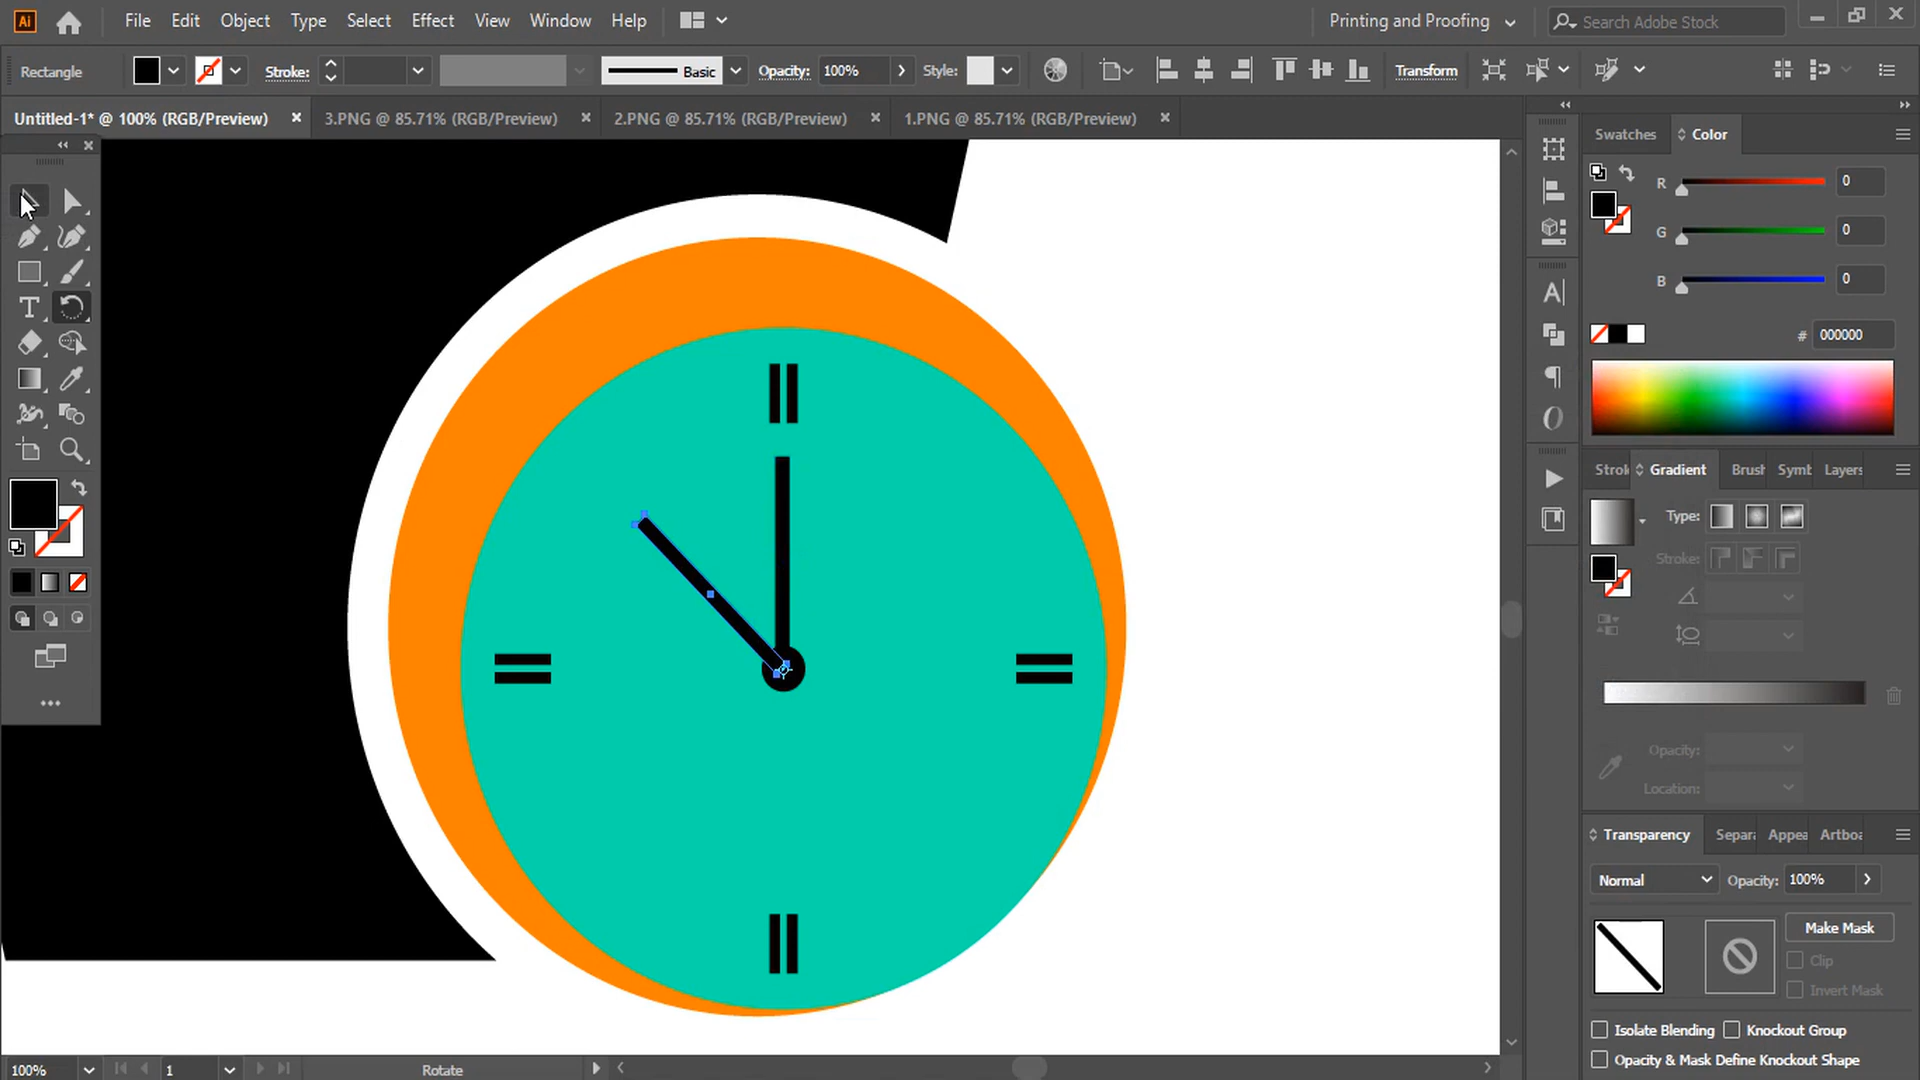 Ai File Edit Object Type Select Effect View Window Help Printing and Proofing Search Adobe Stock
Rectangle Stroke: Basic Opacity: 100% Style: Transform
Untitled-1* @ 100% (RGB/Preview) 3.PNG @ 85.71% (RGB/Preview) 2.PNG @ 85.71% (RGB/Preview) 1.PNG @ 85.71% (RGB/Preview)
Swatches Color
R 0
G 0
B 0
# 000000
Strok Gradient Brush Symb Layers
Type:
Stroke:
Opacity:
Location:
Transparency Separa Appea Artboa
Normal Opacity: 100%
Make Mask
Clip
Invert Mask
Isolate Blending Knockout Group
Opacity & Mask Define Knockout Shape
100% 1 Rotate